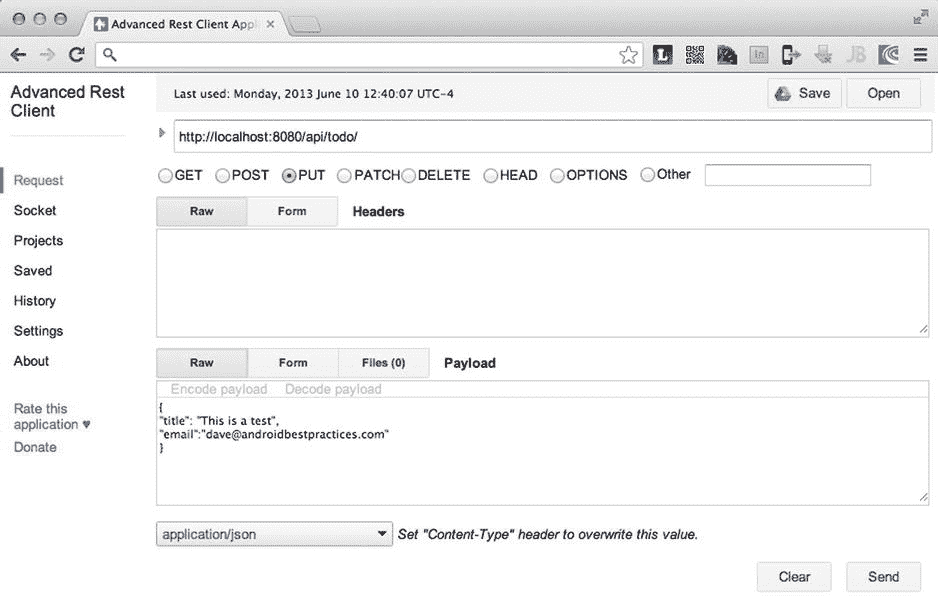 Advanced Rest Client Appl
Advanced Rest Client
Last used: Monday, 2013 June 10 12:40:07 UTC-4
Save
Open
http://localhost:8080/api/todo/
GET POST PUT PATCH DELETE HEAD OPTIONS Other
Request
Socket
Projects
Saved
History
Settings
About
Rate this
application ♥
Donate
Raw Form Headers
Raw Form Files (0) Payload
Encode payload Decode payload
{
"title": "This is a test",
"email":"dave@androidbestpractices.com"
}
application/json Set "Content-Type" header to overwrite this value.
Clear Send